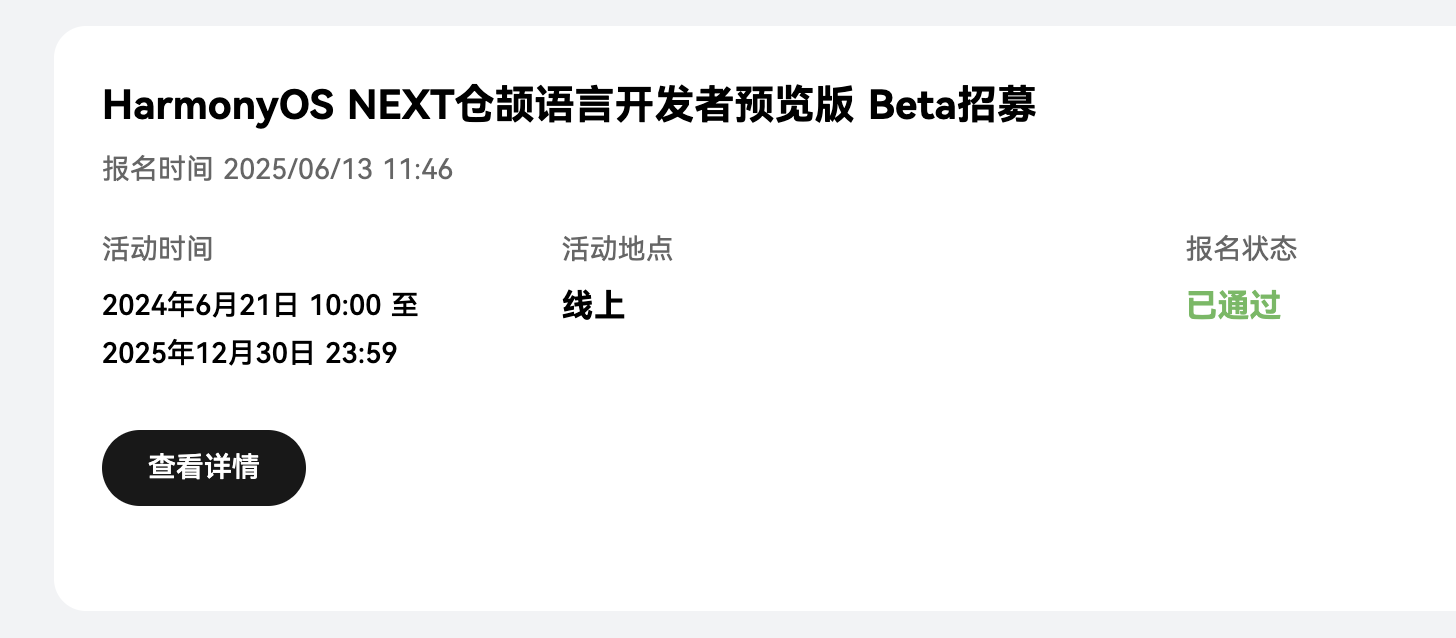 HarmonyOS NEXT仓颉语言开发者预览版 Beta招募
报名时间 2025/06/13 11:46
活动时间
活动地点
报名状态
2024年6月21日 10:00 至
2025年12月30日 23:59
线上
已通过
查看详情